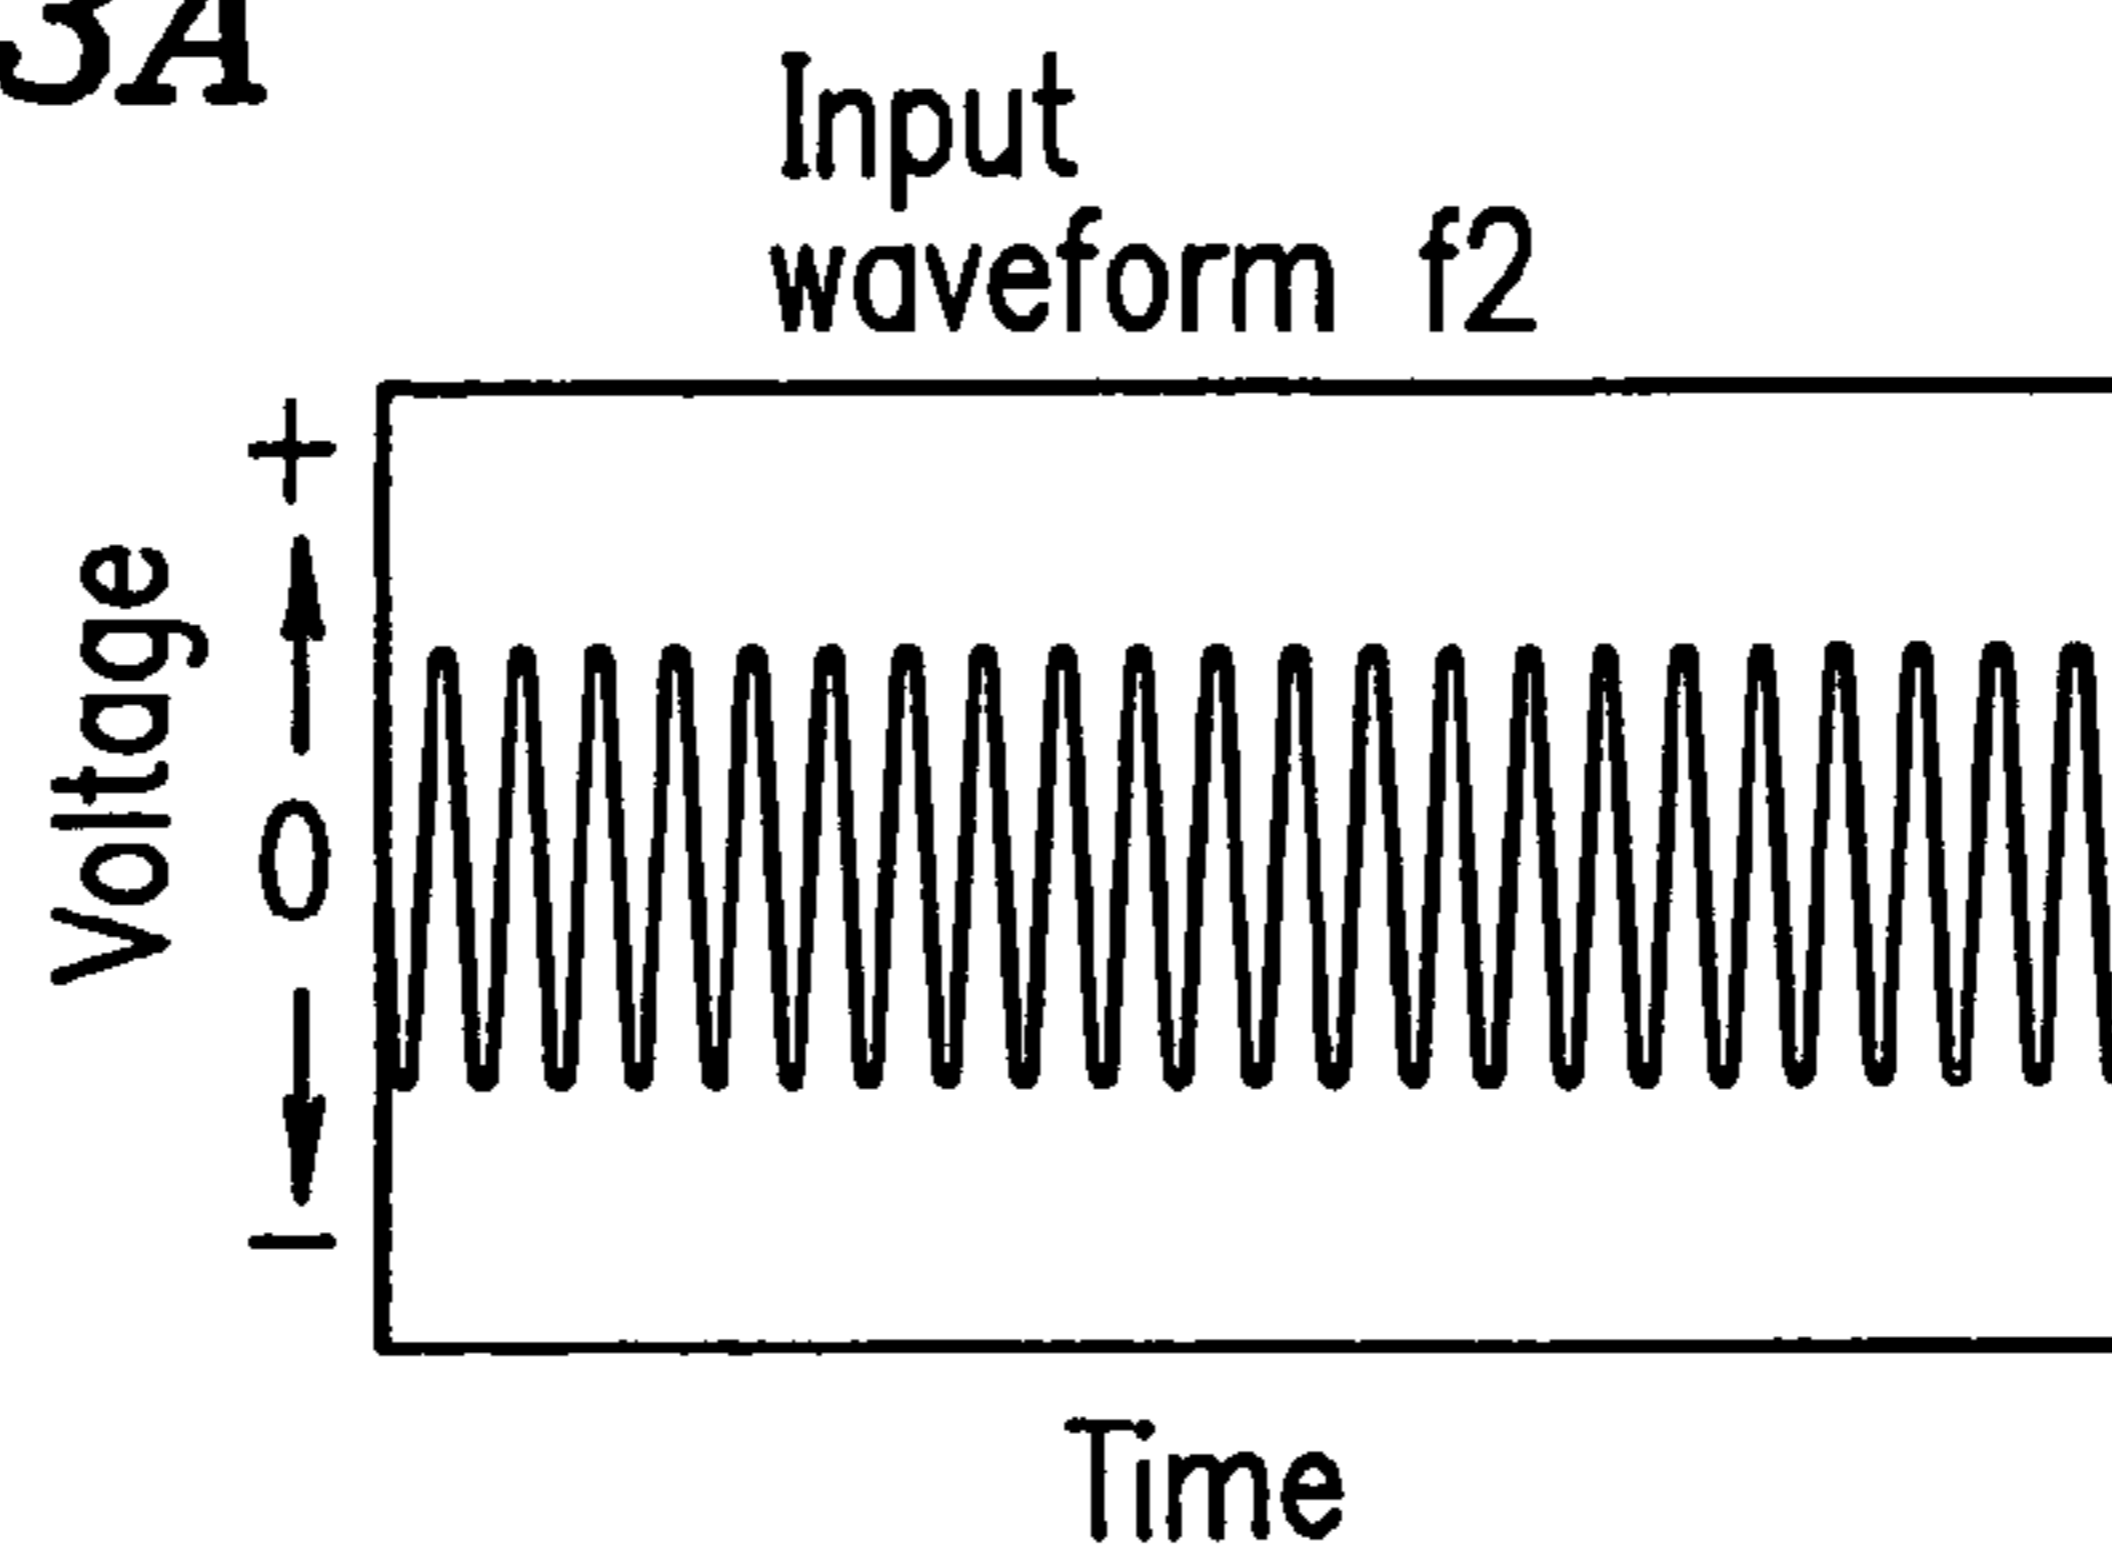 3A
Input
waveform f2
+
Voltage
0
−
Time